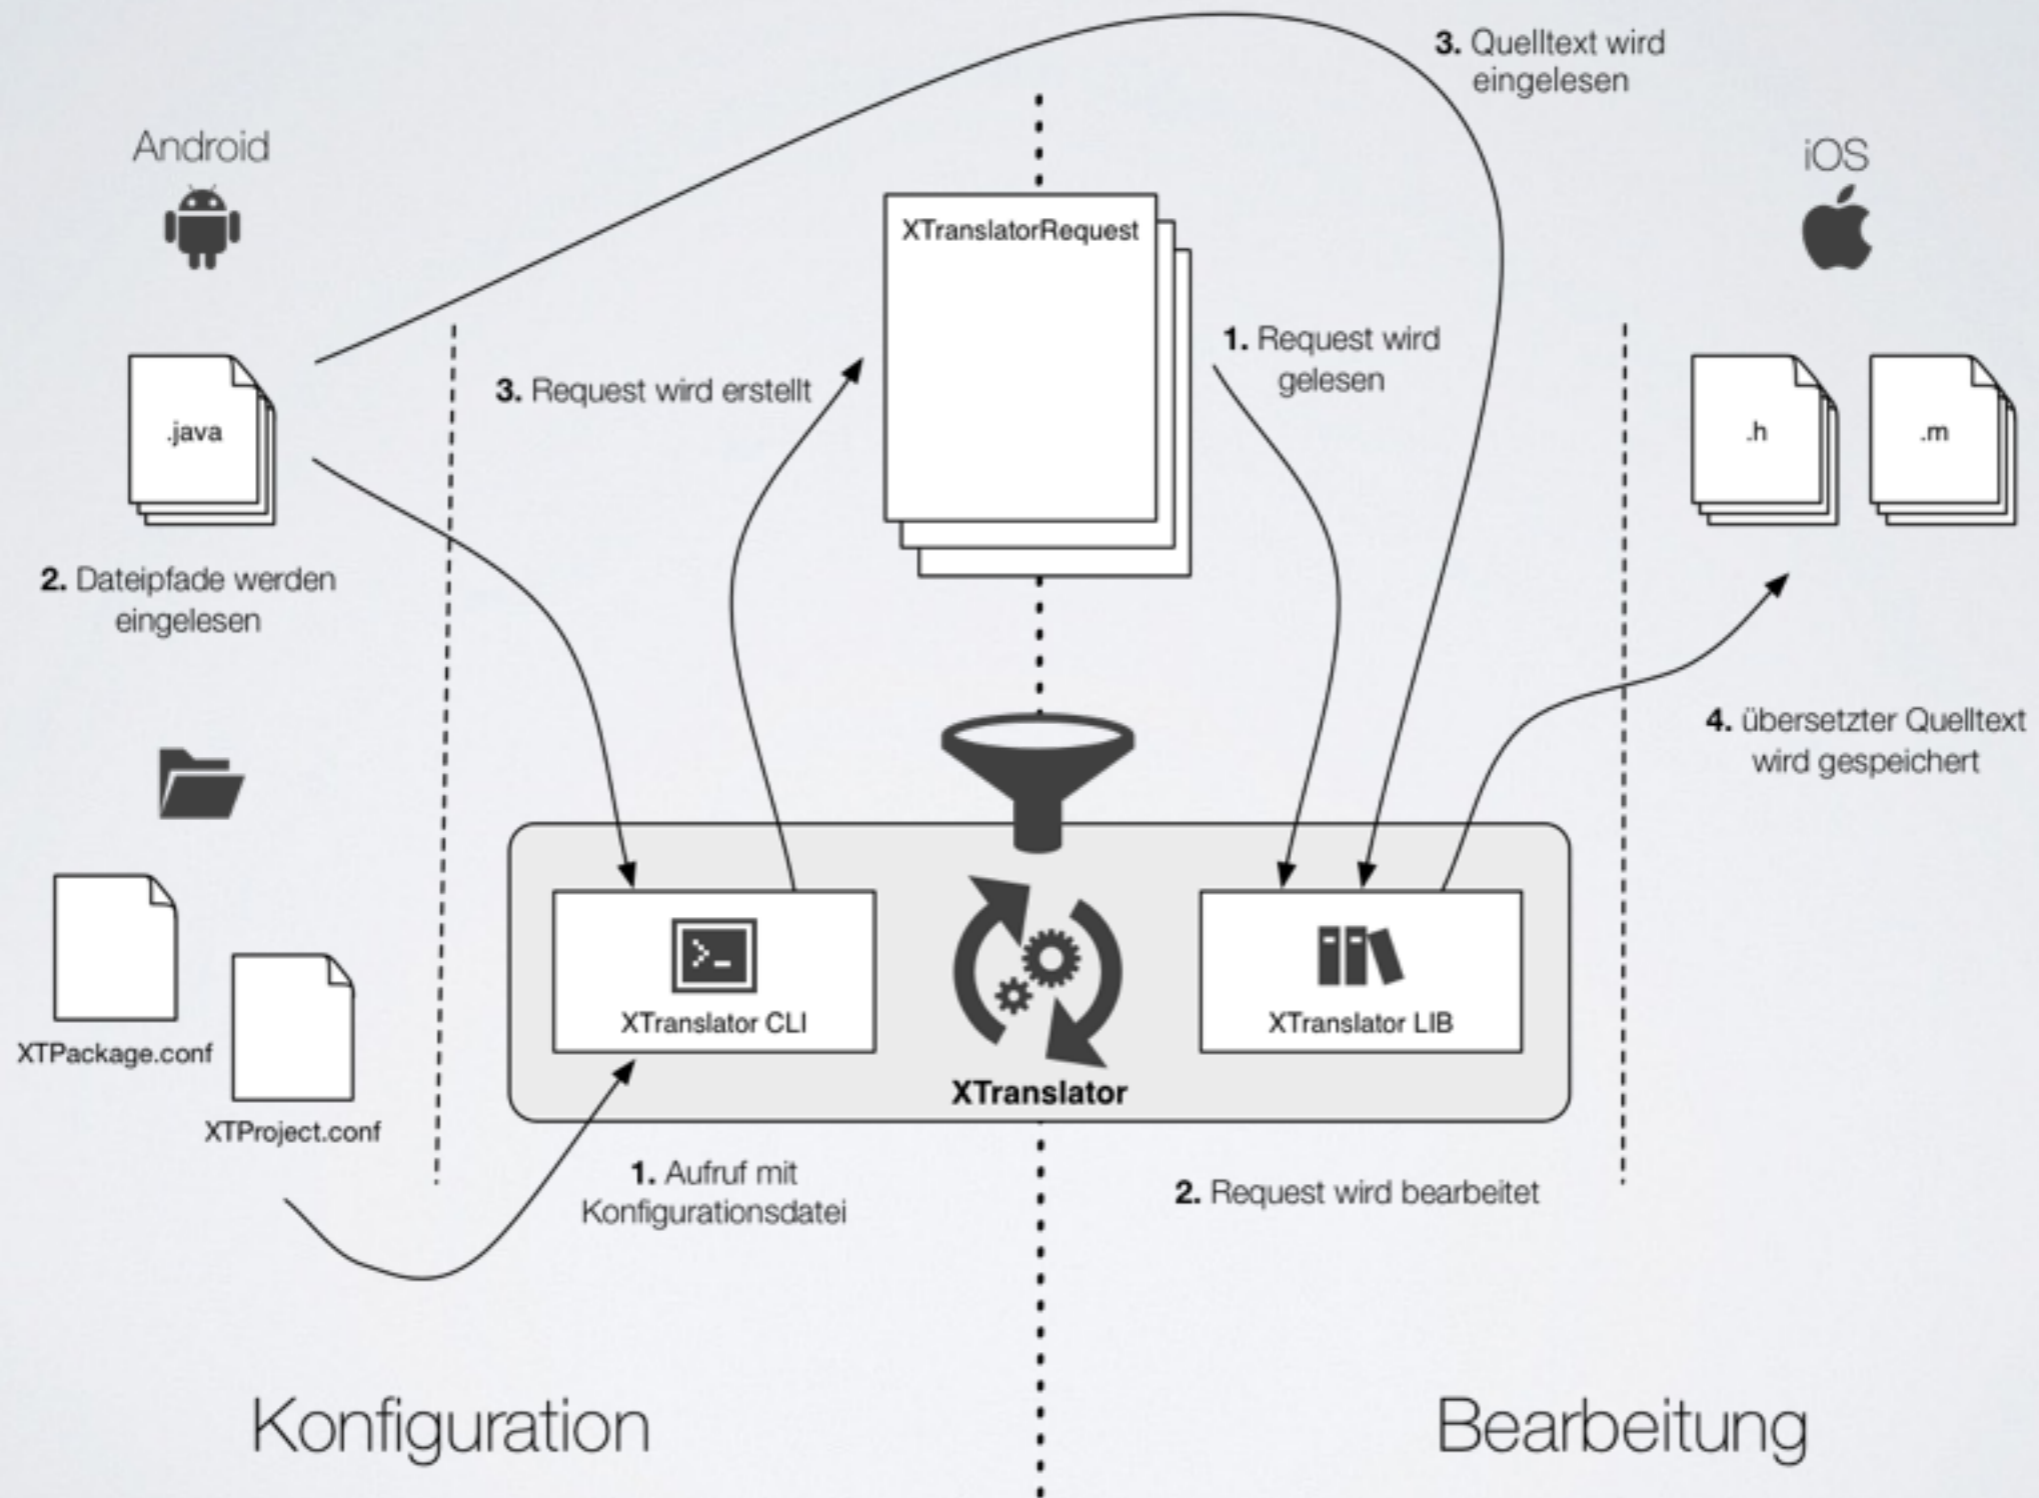 3. Quelltext wird
eingelesen
Android
iOS
XTranslatorRequest
1. Request wird
gelesen
3. Request wird erstellt
.java
.h
.m
2. Dateipfade werden
eingelesen
4. übersetzter Quelltext
wird gespeichert
XTranslator CLI
XTranslator LIB
XTPackage.conf
XTranslator
XTProject.conf
1. Aufruf mit
Konfigurationsdatei
2. Request wird bearbeitet
Konfiguration
Bearbeitung